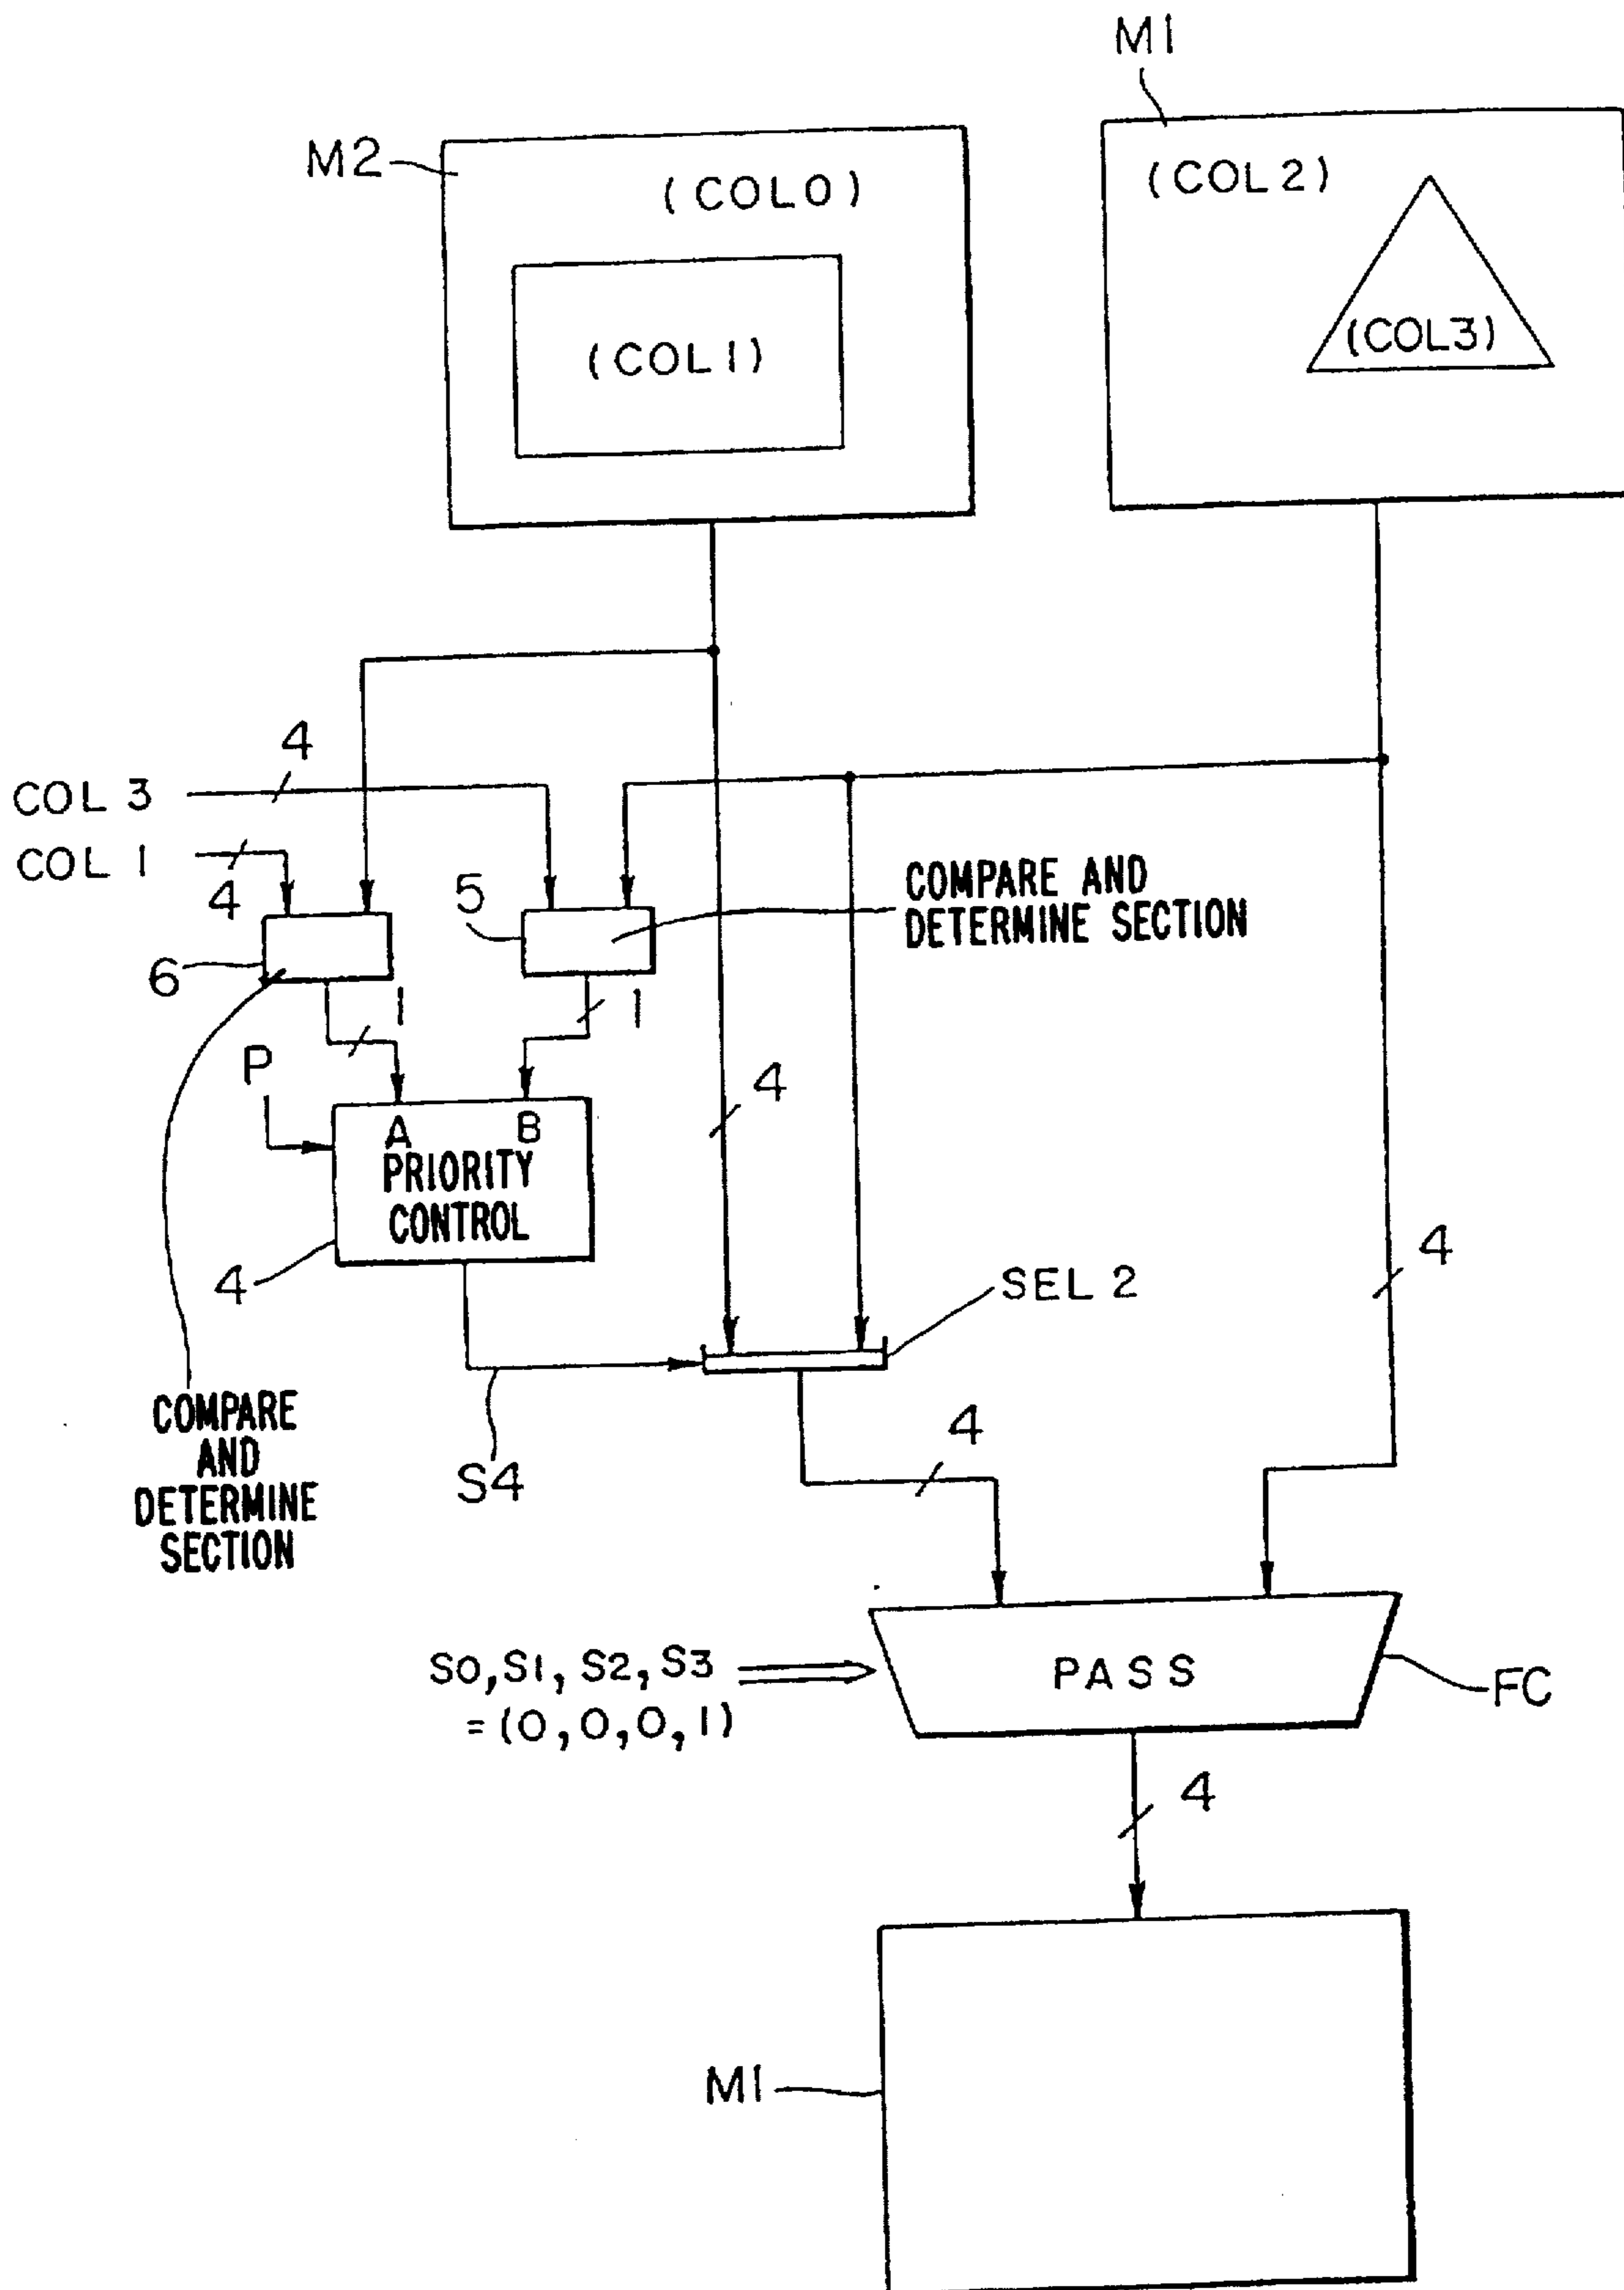 M1
M2
(COL0)
(COL2)
(COL1)
(COL3)
4
COL 3
COL 1
4
5
COMPARE AND
DETERMINE SECTION
6
1
1
P
4
A B
PRIORITY
CONTROL
4
4
SEL 2
COMPARE
AND
DETERMINE
SECTION
S4
4
S0, S1, S2, S3
= (0, 0, 0, 1)
PASS
FC
4
M1